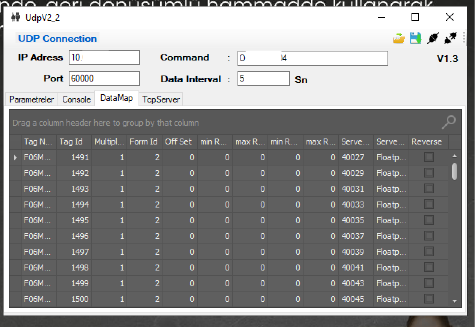 nde, geri dönüşümlü hammadde kullanarak
UdpV2_2
UDP Connection
IP Adress 10 Command : D 4 V1.3
Port 60000 Data Interval : 5 Sn
Parametreler Console DataMap TcpServer
Drag a column header here to group by that column
Tag N... Tag Id Multipl... Form Id Off Set min R... max R... min R... max R... Serve... Serve... Reverse
F06M... 1491 1 2 0 0 0 0 0 40027 Floatp...
F06M... 1492 1 2 0 0 0 0 0 40029 Floatp...
F06M... 1493 1 2 0 0 0 0 0 40031 Floatp...
F06M... 1494 1 2 0 0 0 0 0 40033 Floatp...
F06M... 1495 1 2 0 0 0 0 0 40035 Floatp...
F06M... 1496 1 2 0 0 0 0 0 40037 Floatp...
F06M... 1497 1 2 0 0 0 0 0 40039 Floatp...
F06M... 1498 1 2 0 0 0 0 0 40041 Floatp...
F06M... 1499 1 2 0 0 0 0 0 40043 Floatp...
F06M... 1500 1 2 0 0 0 0 0 40045 Floatp...